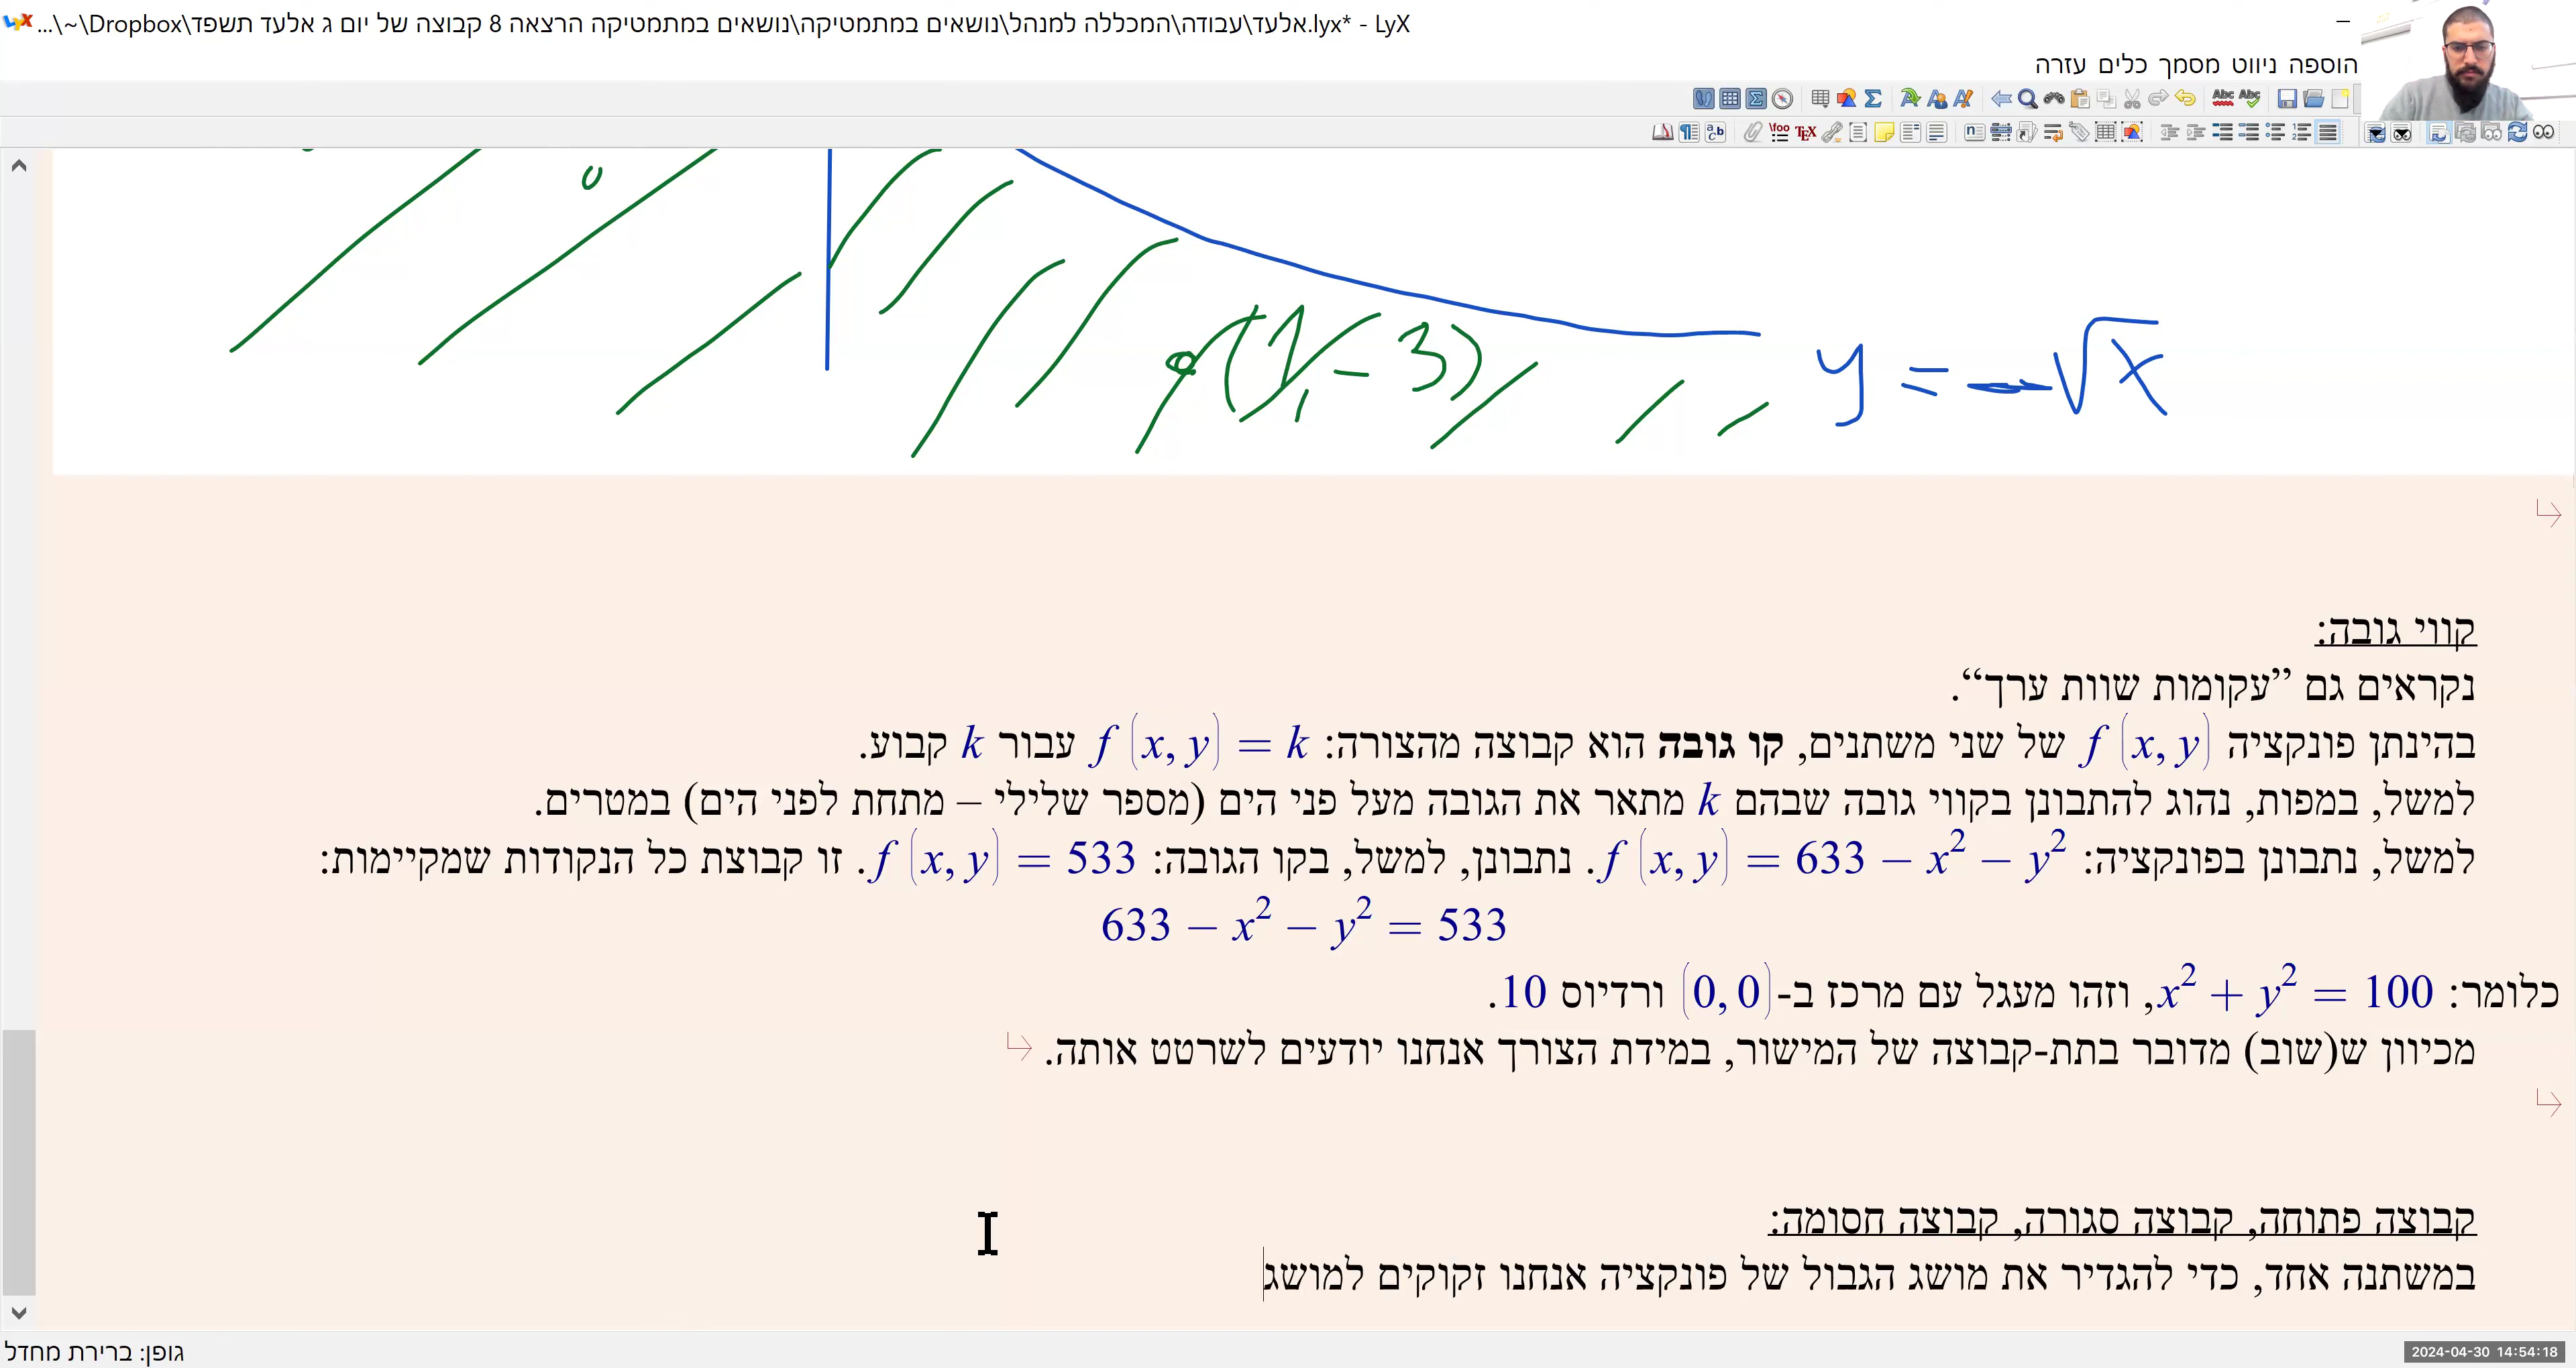 ...\~\Dropbox\אלעד\עבודה\המכללה למנהל\נושאים במתמטיקה\נושאים במתמטיקה הרצאה 8 קבוצה של יום ג אלעד תשפד.lyx* - LyX
הוספה ניווט מסמך כלים עזרה
(1, -3)
y = -√x
קווי גובה:
נקראים גם ”עקומות שוות ערך“.
בהינתן פונקציה f(x, y) של שני משתנים, קו גובה הוא קבוצה מהצורה: f(x, y) = k עבור k קבוע.
למשל, במפות, נהוג להתבונן בקווי גובה שבהם k מתאר את הגובה מעל פני הים (מספר שלילי – מתחת לפני הים) במטרים.
למשל, נתבונן בפונקציה: f(x, y) = 633 − x² − y². נתבונן, למשל, בקו הגובה: f(x, y) = 533. זו קבוצת כל הנקודות שמקיימות:
633 − x² − y² = 533
כלומר: x² + y² = 100, וזהו מעגל עם מרכז ב-(0, 0) ורדיוס 10.
מכיוון ש(שוב) מדובר בתת-קבוצה של המישור, במידת הצורך אנחנו יודעים לשרטט אותה.
קבוצה פתוחה, קבוצה סגורה, קבוצה חסומה:
במשתנה אחד, כדי להגדיר את מושג הגבול של פונקציה אנחנו זקוקים למושג
גופן: ברירת מחדל
2024-04-30 14:54:18